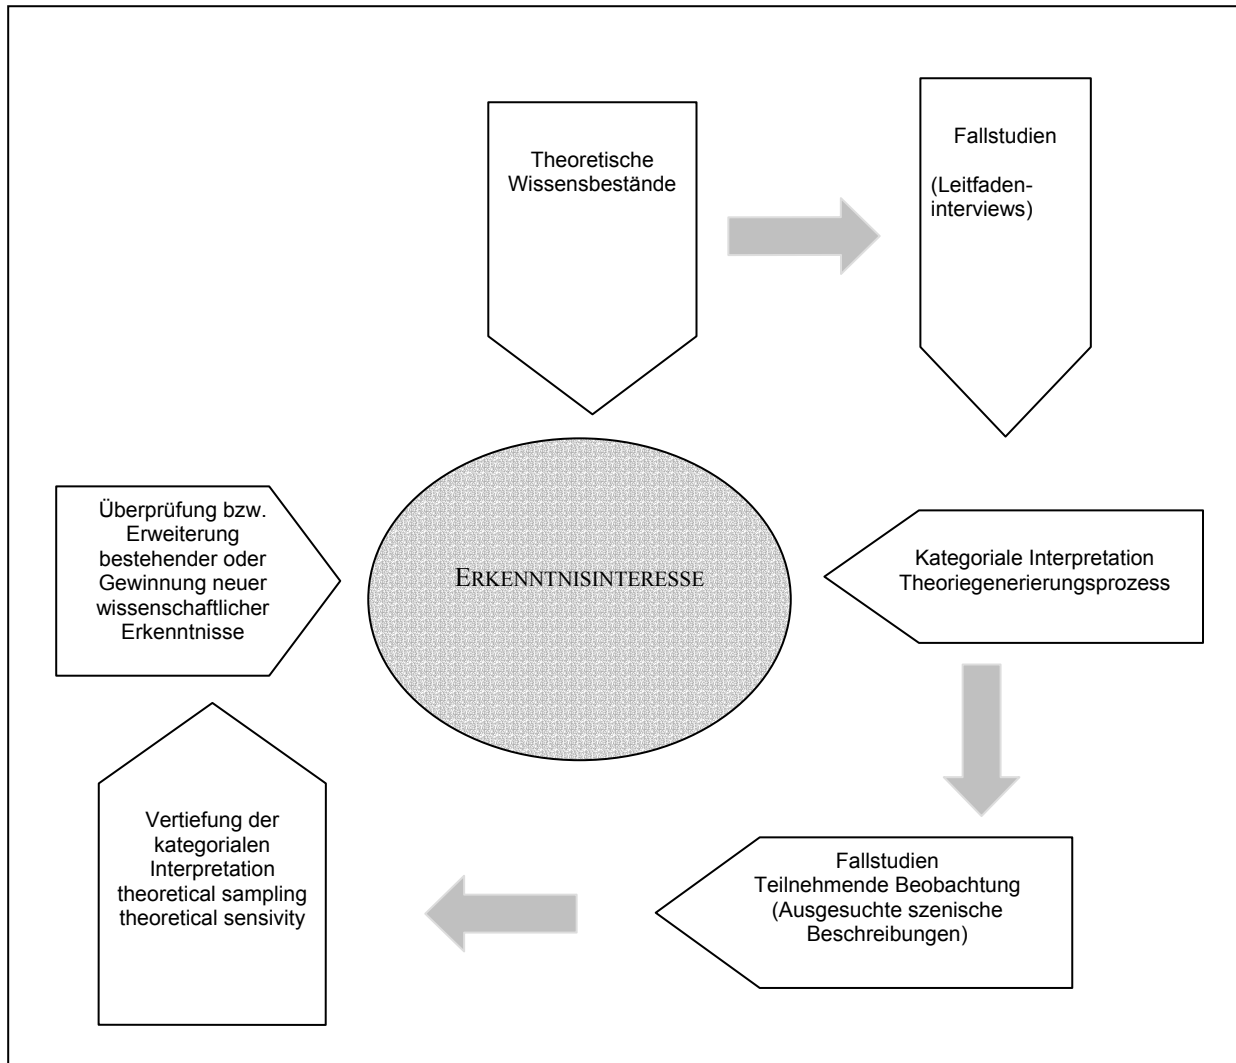 Theoretische
Wissensbestände
Fallstudien
(Leitfaden-
interviews)
Überprüfung bzw.
Erweiterung
bestehender oder
Gewinnung neuer
wissenschaftlicher
Erkenntnisse
ERKENNTNISINTERESSE
Kategoriale Interpretation
Theoriegenerierungsprozess
Vertiefung der
kategorialen
Interpretation
theoretical sampling
theoretical sensivity
Fallstudien
Teilnehmende Beobachtung
(Ausgesuchte szenische
Beschreibungen)